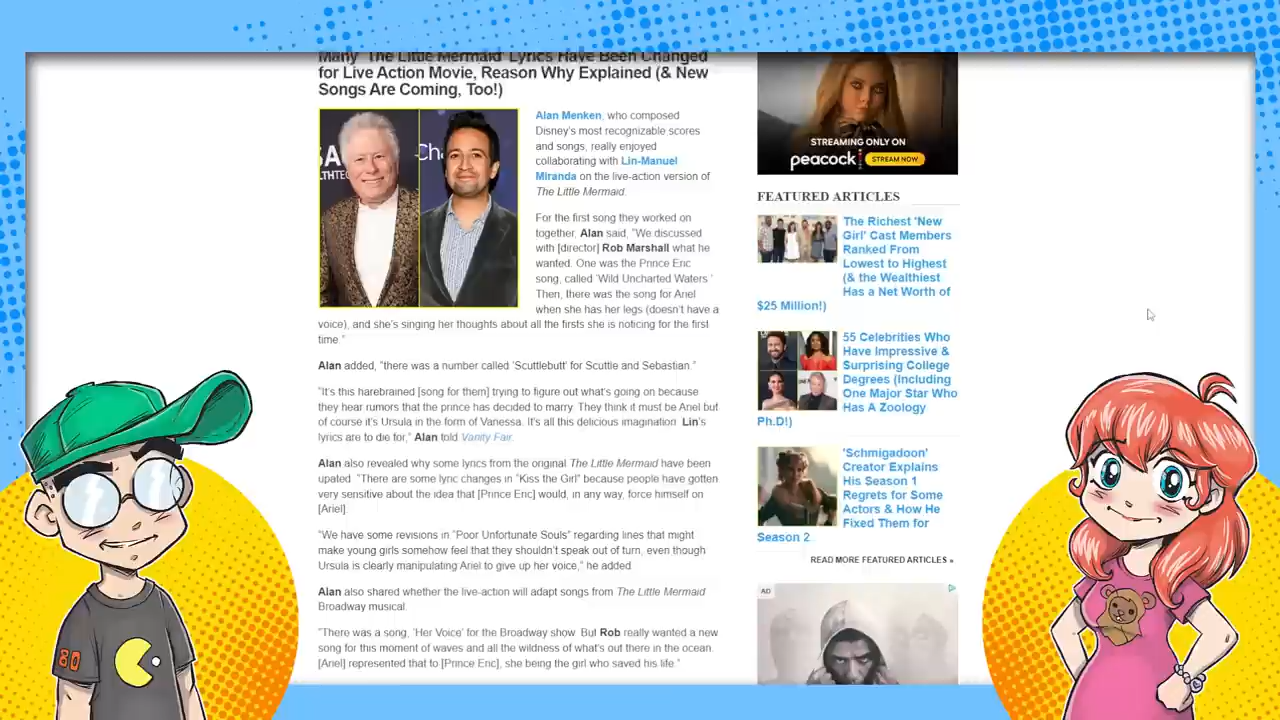 Many 'The Little Mermaid' Lyrics Have Been Changed
for Live Action Movie, Reason Why Explained (& New
Songs Are Coming, Too!)
Alan Menken, who composed
Disney's most recognizable scores
and songs, really enjoyed
collaborating with Lin-Manuel
Miranda on the live-action version of
The Little Mermaid.
For the first song they worked on
together, Alan said, "We discussed
with [director] Rob Marshall what he
wanted. One was the Prince Eric
song, called 'Wild Uncharted Waters.'
Then, there was the song for Ariel
when she has her legs (doesn't have a
voice), and she's singing her thoughts about all the firsts she is noticing for the first
time."
Alan added, "there was a number called 'Scuttlebutt' for Scuttle and Sebastian."
"It's this harebrained [song for them] trying to figure out what's going on because
they hear rumors that the prince has decided to marry. They think it must be Ariel but
of course it's Ursula in the form of Vanessa. It's all this delicious imagination. Lin's
lyrics are to die for," Alan told Vanity Fair.
Alan also revealed why some lyrics from the original The Little Mermaid have been
upated. "There are some lyric changes in "Kiss the Girl" because people have gotten
very sensitive about the idea that [Prince Eric] would, in any way, force himself on
[Ariel].
"We have some revisions in "Poor Unfortunate Souls" regarding lines that might
make young girls somehow feel that they shouldn't speak out of turn, even though
Ursula is clearly manipulating Ariel to give up her voice," he added.
Alan also shared whether the live-action will adapt songs from The Little Mermaid
Broadway musical.
"There was a song, 'Her Voice' for the Broadway show. But Rob really wanted a new
song for this moment of waves and all the wildness of what's out there in the ocean.
[Ariel] represented that to [Prince Eric], she being the girl who saved his life."
STREAMING ONLY ON
peacock STREAM NOW
FEATURED ARTICLES
The Richest 'New
Girl' Cast Members
Ranked From
Lowest to Highest
(& the Wealthiest
Has a Net Worth of
$25 Million!)
55 Celebrities Who
Have Impressive &
Surprising College
Degrees (Including
One Major Star Who
Has A Zoology
Ph.D!)
'Schmigadoon'
Creator Explains
His Season 1
Regrets for Some
Actors & How He
Fixed Them for
Season 2
READ MORE FEATURED ARTICLES »
AD
80